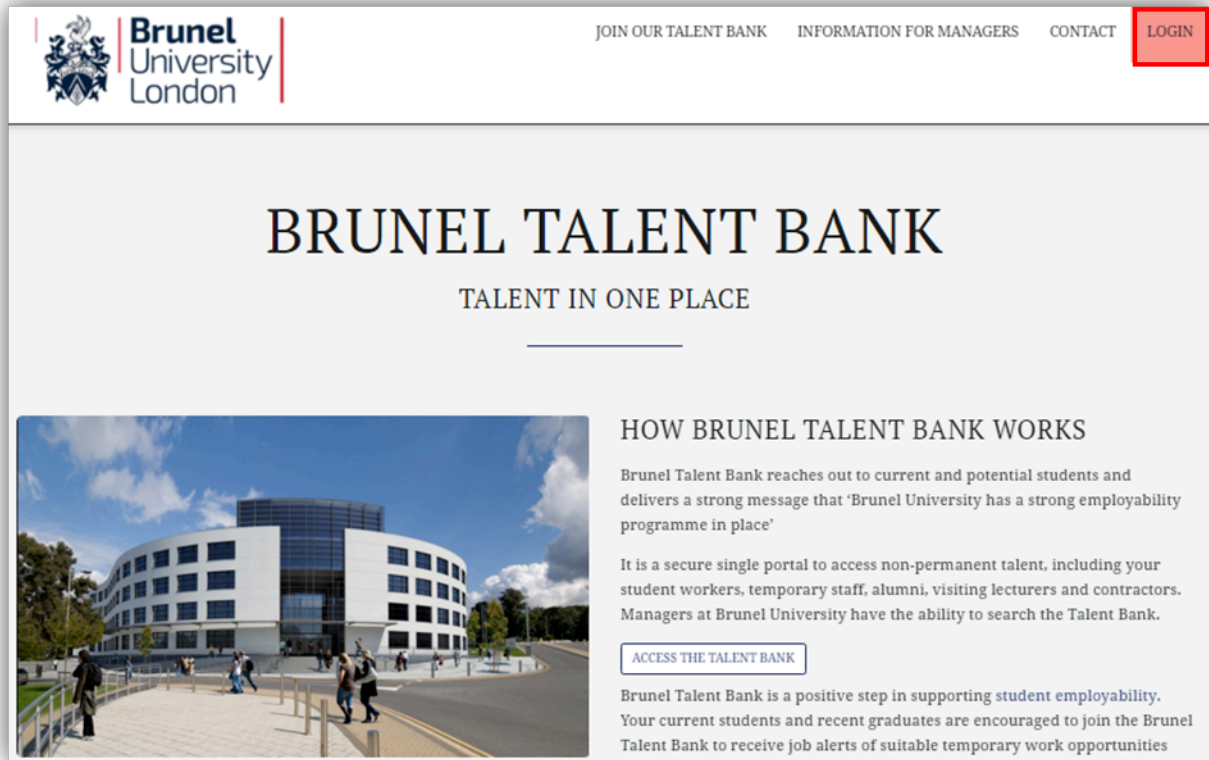 Brunel
University
London
JOIN OUR TALENT BANK INFORMATION FOR MANAGERS CONTACT LOGIN
BRUNEL TALENT BANK
TALENT IN ONE PLACE
HOW BRUNEL TALENT BANK WORKS
Brunel Talent Bank reaches out to current and potential students and
delivers a strong message that ‘Brunel University has a strong employability
programme in place’
It is a secure single portal to access non-permanent talent, including your
student workers, temporary staff, alumni, visiting lecturers and contractors.
Managers at Brunel University have the ability to search the Talent Bank.
ACCESS THE TALENT BANK
Brunel Talent Bank is a positive step in supporting student employability.
Your current students and recent graduates are encouraged to join the Brunel
Talent Bank to receive job alerts of suitable temporary work opportunities